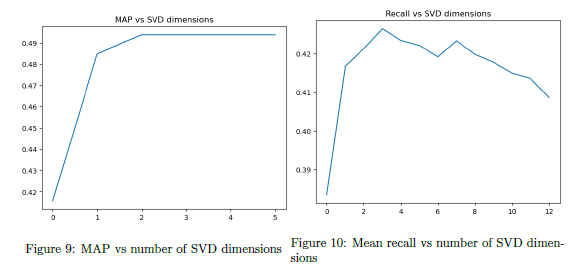 MAP vs SVD dimensions
0.49
0.48
0.47
0.46
0.45
0.44
0.43
0.42
0 1 2 3 4 5
Figure 9: MAP vs number of SVD dimensions
Recall vs SVD dimensions
0.42
0.41
0.40
0.39
0 2 4 6 8 10 12
Figure 10: Mean recall vs number of SVD dimen-
sions